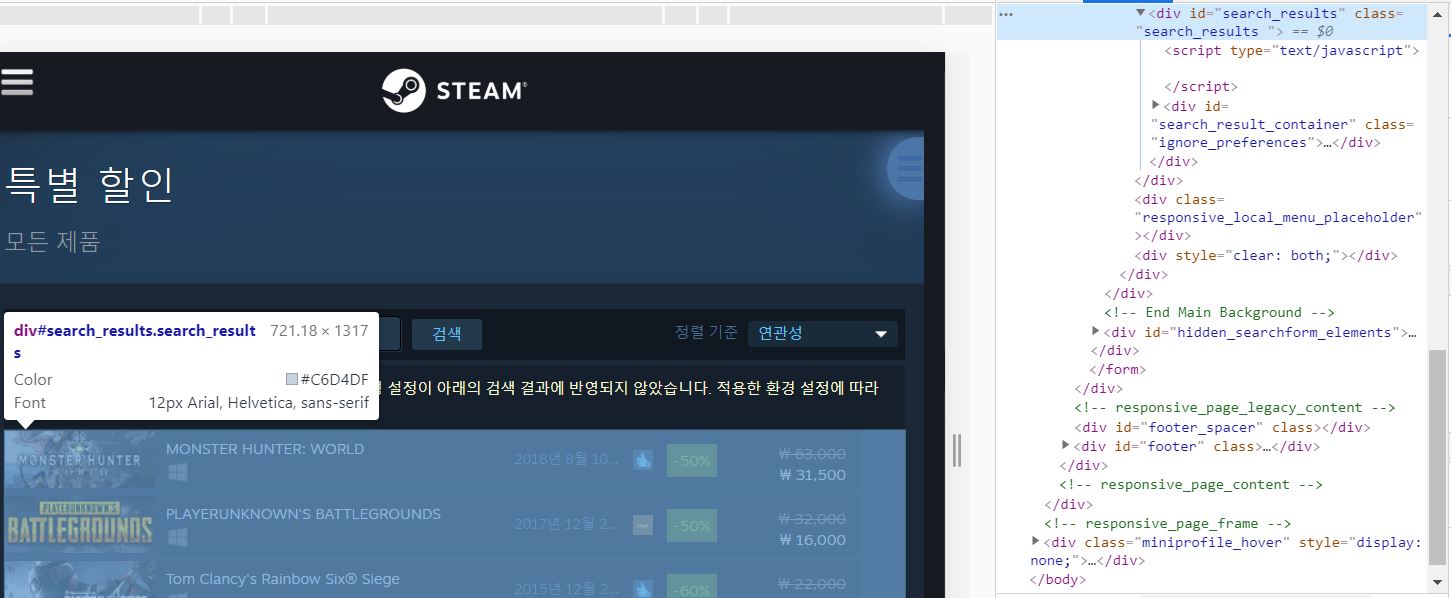 STEAM®
특별 할인
모든 제품
div#search_results.search_result
s
721.18 × 1317
Color
#C6D4DF
Font
12px Arial, Helvetica, sans-serif
검색
정렬 기준
연관성
설정이 아래의 검색 결과에 반영되지 않았습니다. 적용한 환경 설정에 따라
MONSTER HUNTER
WORLD
MONSTER HUNTER: WORLD
2018년 8월 10...
-50%
₩ 63,000
₩ 31,500
PLAYERUNKNOWN'S
BATTLEGROUNDS
PLAYERUNKNOWN'S BATTLEGROUNDS
2017년 12월 2...
-50%
₩ 32,000
₩ 16,000
Tom Clancy's Rainbow Six® Siege
2015년 12월 2...
-60%
₩ 22,000
...
<div id="search_results" class=
"search_results "> == $0
<script type="text/javascript">
</script>
<div id=
"search_result_container" class=
"ignore_preferences">…</div>
</div>
</div>
<div class=
"responsive_local_menu_placeholder"
></div>
<div style="clear: both;"></div>
</div>
</div>
<!-- End Main Background -->
<div id="hidden_searchform_elements">…
</div>
</form>
</div>
<!-- responsive_page_legacy_content -->
<div id="footer_spacer" class></div>
<div id="footer" class>…</div>
</div>
<!-- responsive_page_content -->
</div>
<!-- responsive_page_frame -->
<div class="miniprofile_hover" style="display:
none;">…</div>
</body>